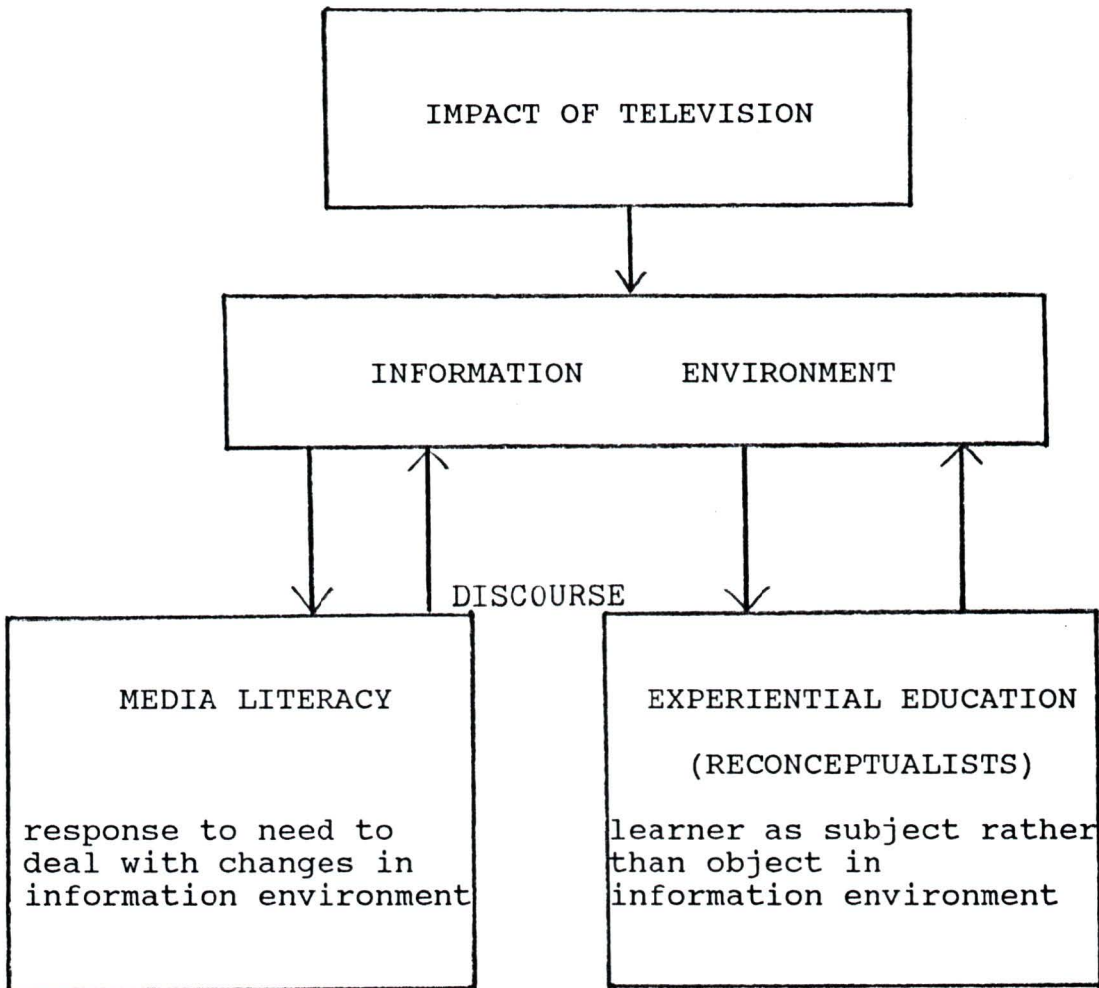 IMPACT OF TELEVISION
INFORMATION ENVIRONMENT
DISCOURSE
MEDIA LITERACY
response to need to
deal with changes in
information environment
EXPERIENTIAL EDUCATION
(RECONCEPTUALISTS)
learner as subject rather
than object in
information environment